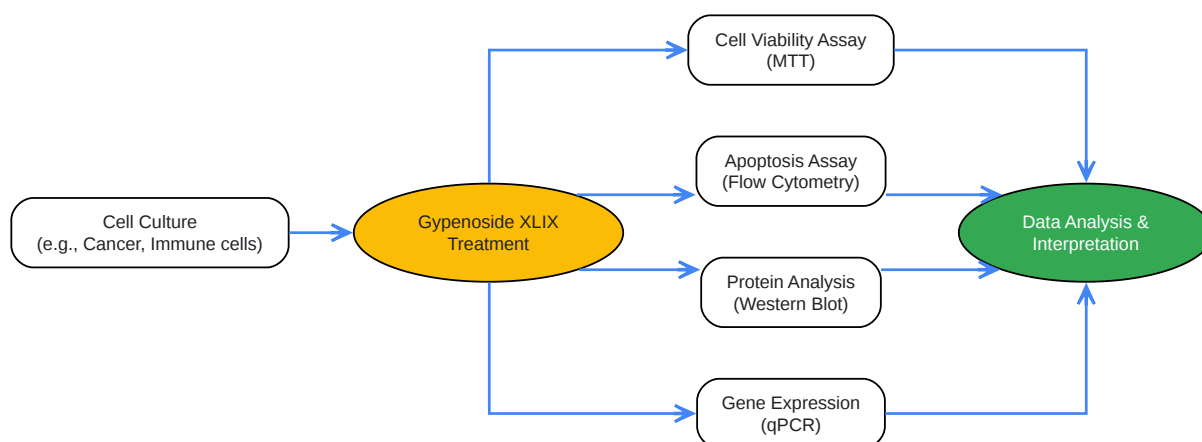 Cell Culture
(e.g., Cancer, Immune cells)
Gypenoside XLIX
Treatment
Cell Viability Assay
(MTT)
Apoptosis Assay
(Flow Cytometry)
Protein Analysis
(Western Blot)
Gene Expression
(qPCR)
Data Analysis &
Interpretation